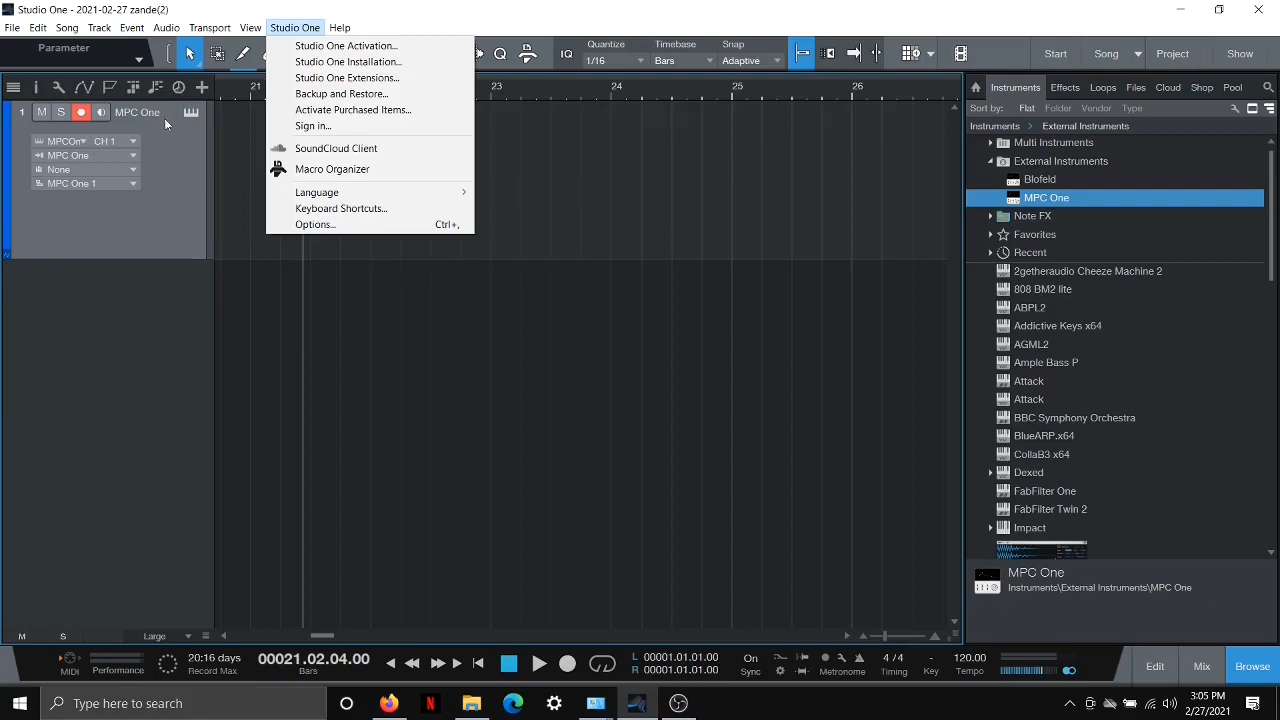 Studio One - 2021-02-27 zande(2)
File Edit Song Track Event Audio Transport View Studio One Help
Parameter
IQ
Quantize
1/16
Timebase
Bars
Snap
Adaptive
Start Song Project Show
Studio One Activation...
Studio One Installation...
Studio One Extensions...
Backup and Restore...
Activate Purchased Items...
Sign in...
SoundCloud Client
Macro Organizer
Language
Keyboard Shortcuts...
Options... Ctrl+,
21 23 24 25 26
1 M S MPC One
MPCOn CH 1
MPC One
None
MPC One 1
Instruments Effects Loops Files Cloud Shop Pool
Sort by: Flat Folder Vendor Type
Instruments External Instruments
Multi Instruments
External Instruments
Blofeld
MPC One
Note FX
Favorites
Recent
2getheraudio Cheeze Machine 2
808 BM2 lite
ABPL2
Addictive Keys x64
AGML2
Ample Bass P
Attack
Attack
BBC Symphony Orchestra
BlueARP.x64
CollaB3 x64
Dexed
FabFilter One
FabFilter Twin 2
Impact
MPC One
Instruments\External Instruments\MPC One
M S Large
MIDI
Performance
20:16 days
Record Max
00021.02.04.00
Bars
L 00001.01.01.00
R 00001.01.01.00
On
Sync
Metronome
Timing
4 / 4
-
Key
120.00
Tempo
Edit Mix Browse
Type here to search
3:05 PM
2/27/2021